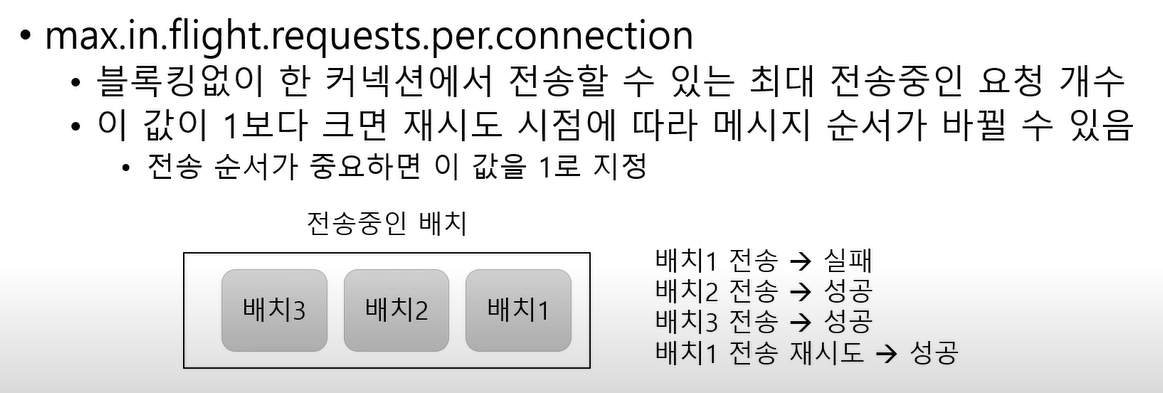 • max.in.flight.requests.per.connection
• 블록킹없이 한 커넥션에서 전송할 수 있는 최대 전송중인 요청 개수
• 이 값이 1보다 크면 재시도 시점에 따라 메시지 순서가 바뀔 수 있음
• 전송 순서가 중요하면 이 값을 1로 지정
전송중인 배치
배치3 배치2 배치1
배치1 전송 → 실패
배치2 전송 → 성공
배치3 전송 → 성공
배치1 전송 재시도 → 성공